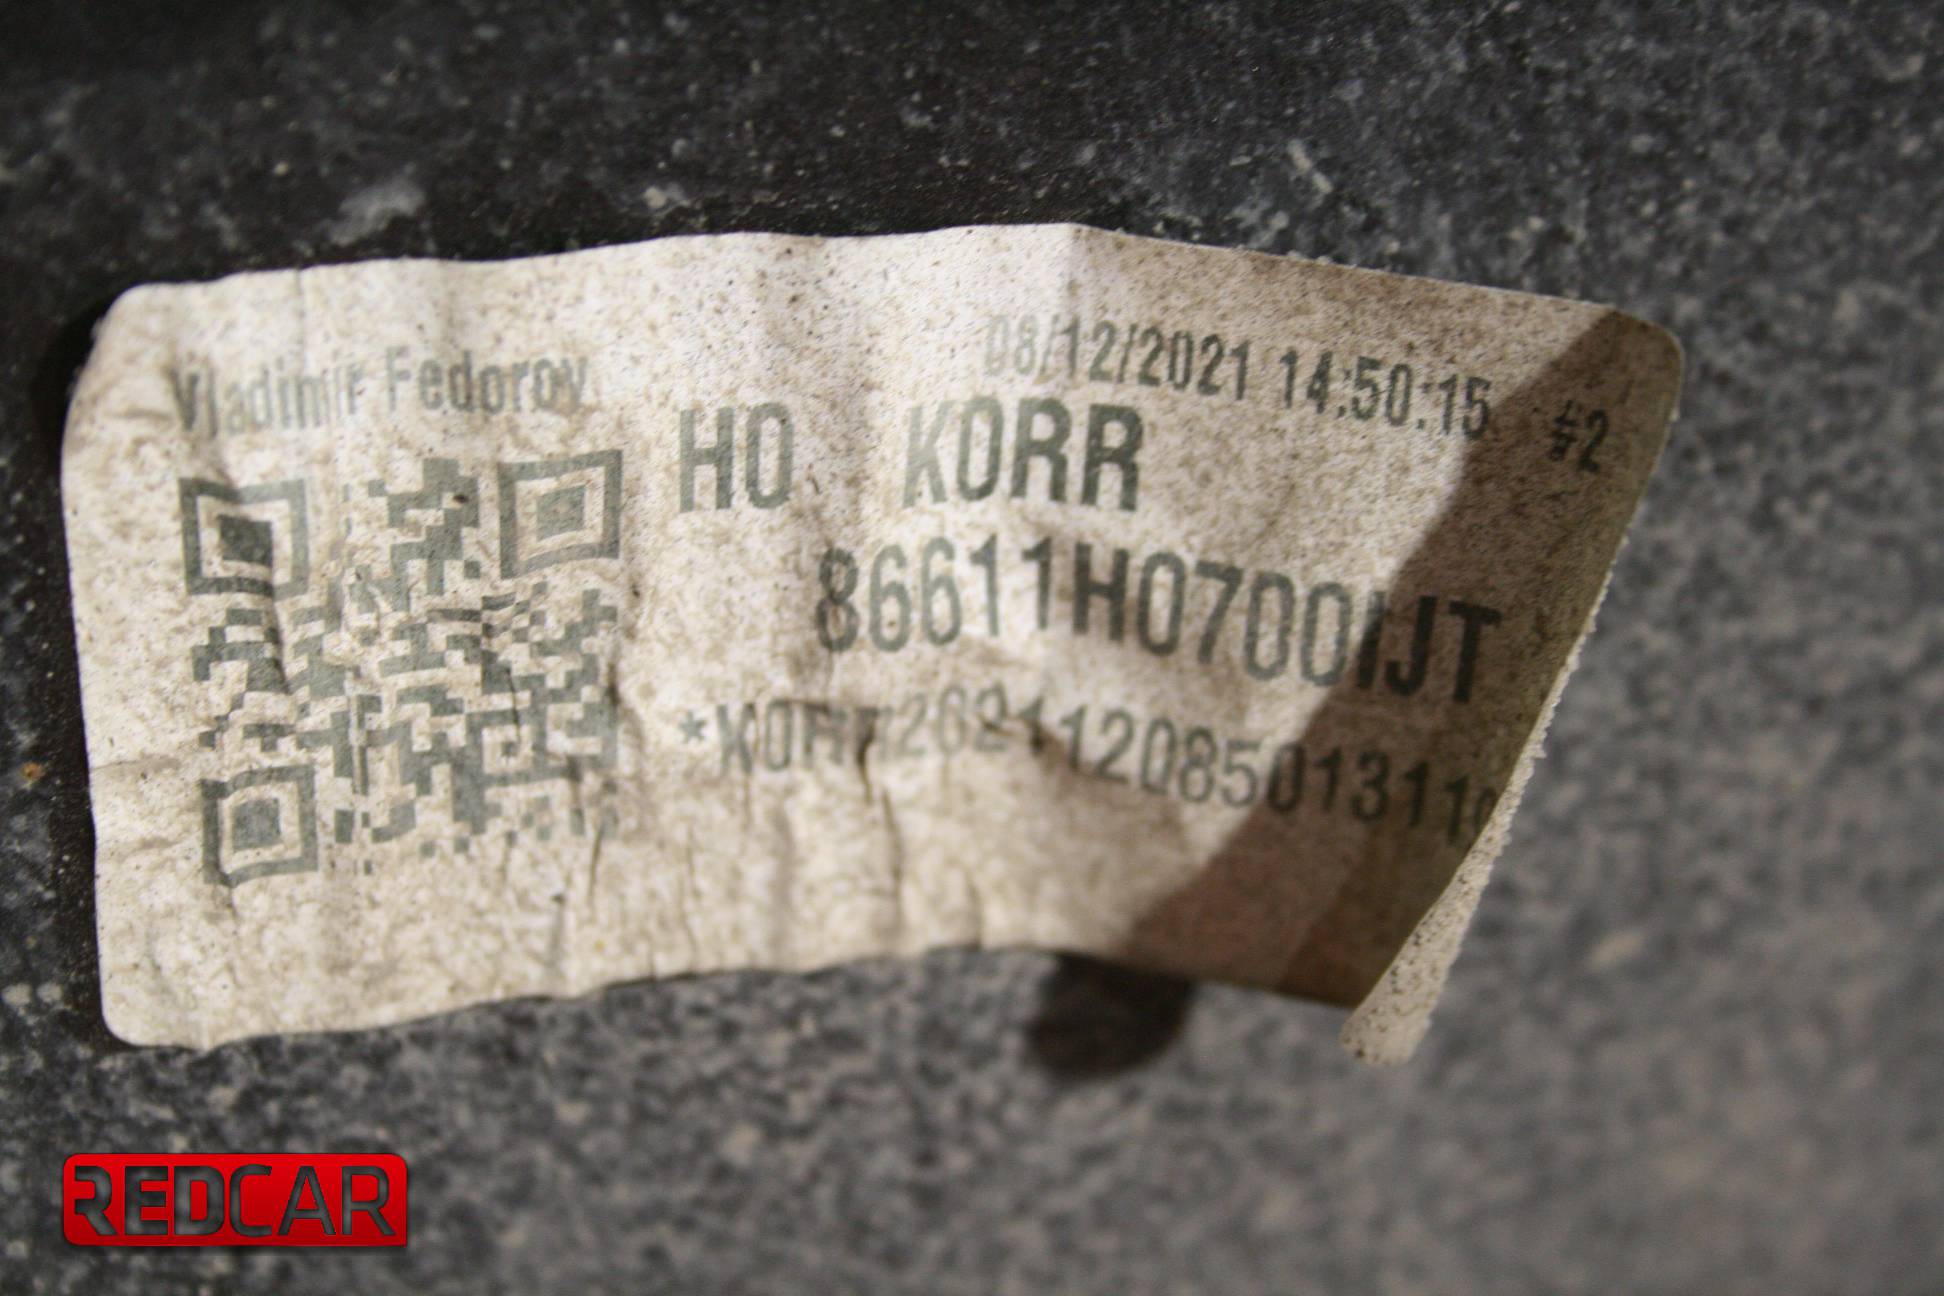 Vladimir Fedorov
08/12/2021 14:50:15 #2
HO KORR
86611H0700IJT
REDCAR